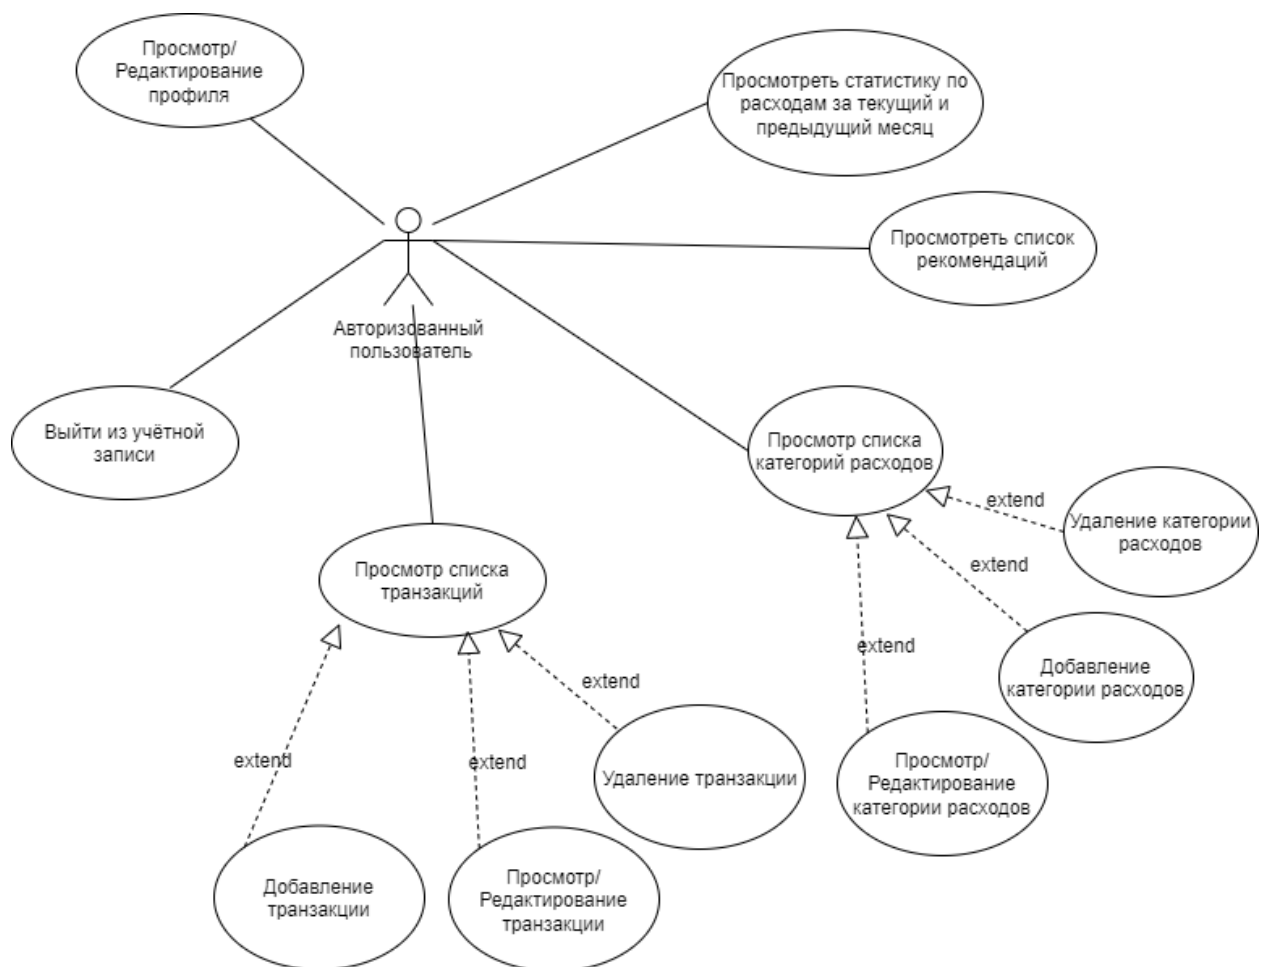 Просмотр/
Редактирование
профиля
Просмотреть статистику по
расходам за текущий и
предыдущий месяц
Просмотреть список
рекомендаций
Авторизованный
пользователь
Выйти из учётной
записи
Просмотр списка
категорий расходов
extend
Удаление категории
расходов
extend
Просмотр списка
транзакций
extend
Добавление
категории расходов
extend
extend
extend
Удаление транзакции
Просмотр/
Редактирование
категории расходов
Добавление
транзакции
Просмотр/
Редактирование
транзакции